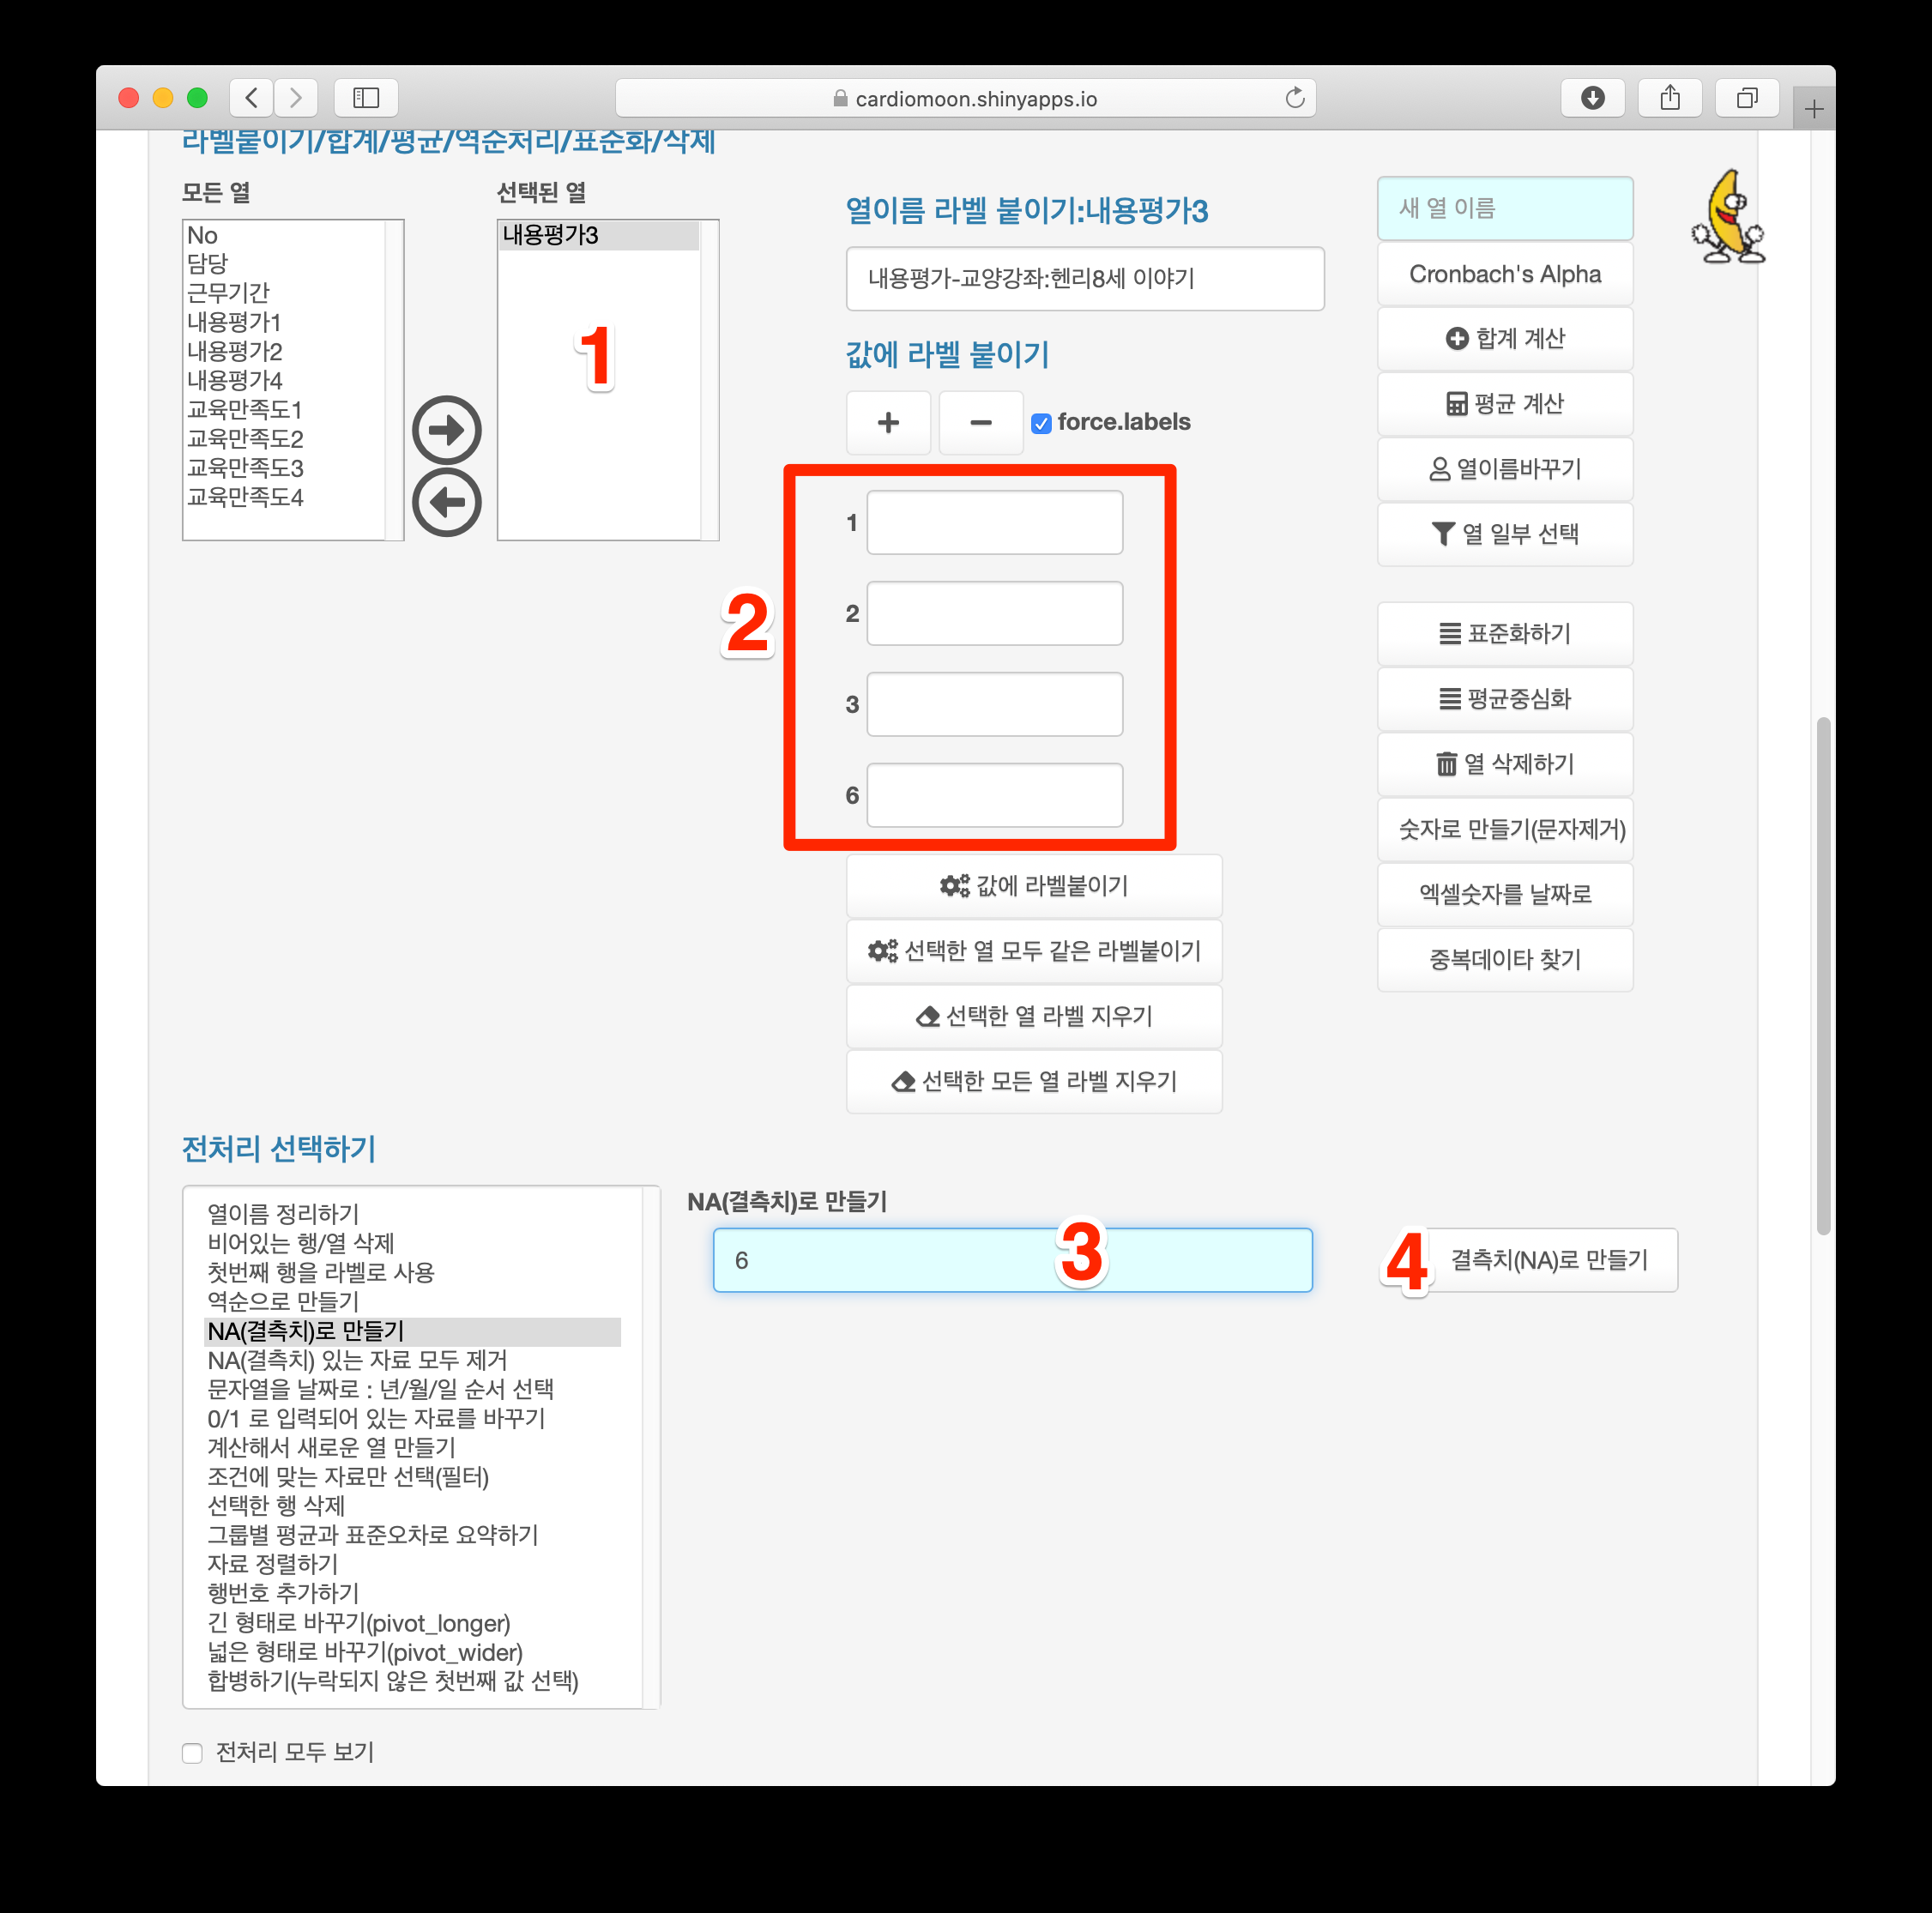 cardiomoon.shinyapps.io
라벨붙이기/합계/평균/역순처리/표준화/삭제
모든 열
No
담당
근무기간
내용평가1
내용평가2
내용평가4
교육만족도1
교육만족도2
교육만족도3
교육만족도4
선택된 열
내용평가3
1
열이름 라벨 붙이기:내용평가3
내용평가-교양강좌:헨리8세 이야기
값에 라벨 붙이기
force.labels
2
1
2
3
6
값에 라벨붙이기
선택한 열 모두 같은 라벨붙이기
선택한 열 라벨 지우기
선택한 모든 열 라벨 지우기
새 열 이름
Cronbach's Alpha
합계 계산
평균 계산
열이름바꾸기
열 일부 선택
표준화하기
평균중심화
열 삭제하기
숫자로 만들기(문자제거)
엑셀숫자를 날짜로
중복데이타 찾기
전처리 선택하기
열이름 정리하기
비어있는 행/열 삭제
첫번째 행을 라벨로 사용
역순으로 만들기
NA(결측치)로 만들기
NA(결측치) 있는 자료 모두 제거
문자열을 날짜로 : 년/월/일 순서 선택
0/1 로 입력되어 있는 자료를 바꾸기
계산해서 새로운 열 만들기
조건에 맞는 자료만 선택(필터)
선택한 행 삭제
그룹별 평균과 표준오차로 요약하기
자료 정렬하기
행번호 추가하기
긴 형태로 바꾸기(pivot_longer)
넓은 형태로 바꾸기(pivot_wider)
합병하기(누락되지 않은 첫번째 값 선택)
NA(결측치)로 만들기
6
3
4
결측치(NA)로 만들기
전처리 모두 보기